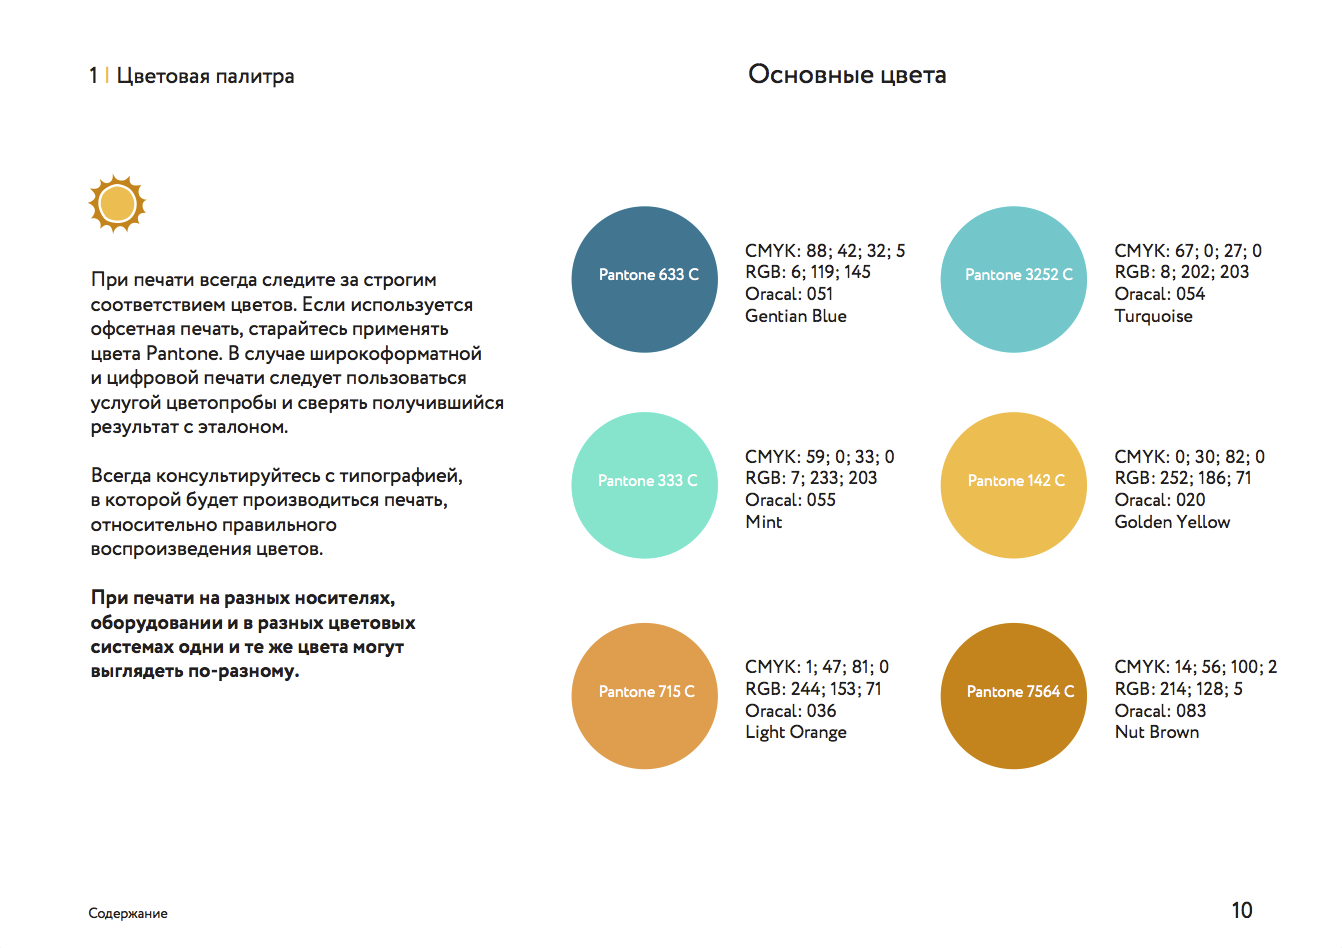 1 | Цветовая палитра
Основные цвета
При печати всегда следите за строгим
соответствием цветов. Если используется
офсетная печать, старайтесь применять
цвета Pantone. В случае широкоформатной
и цифровой печати следует пользоваться
услугой цветопробы и сверять получившийся
результат с эталоном.
Всегда консультируйтесь с типографией,
в которой будет производиться печать,
относительно правильного
воспроизведения цветов.
При печати на разных носителях,
оборудовании и в разных цветовых
системах одни и те же цвета могут
выглядеть по-разному.
Pantone 633 C
CMYK: 88; 42; 32; 5
RGB: 6; 119; 145
Oracal: 051
Gentian Blue
Pantone 3252 C
CMYK: 67; 0; 27; 0
RGB: 8; 202; 203
Oracal: 054
Turquoise
Pantone 333 C
CMYK: 59; 0; 33; 0
RGB: 7; 233; 203
Oracal: 055
Mint
Pantone 142 C
CMYK: 0; 30; 82; 0
RGB: 252; 186; 71
Oracal: 020
Golden Yellow
Pantone 715 C
CMYK: 1; 47; 81; 0
RGB: 244; 153; 71
Oracal: 036
Light Orange
Pantone 7564 C
CMYK: 14; 56; 100; 2
RGB: 214; 128; 5
Oracal: 083
Nut Brown
Содержание
10